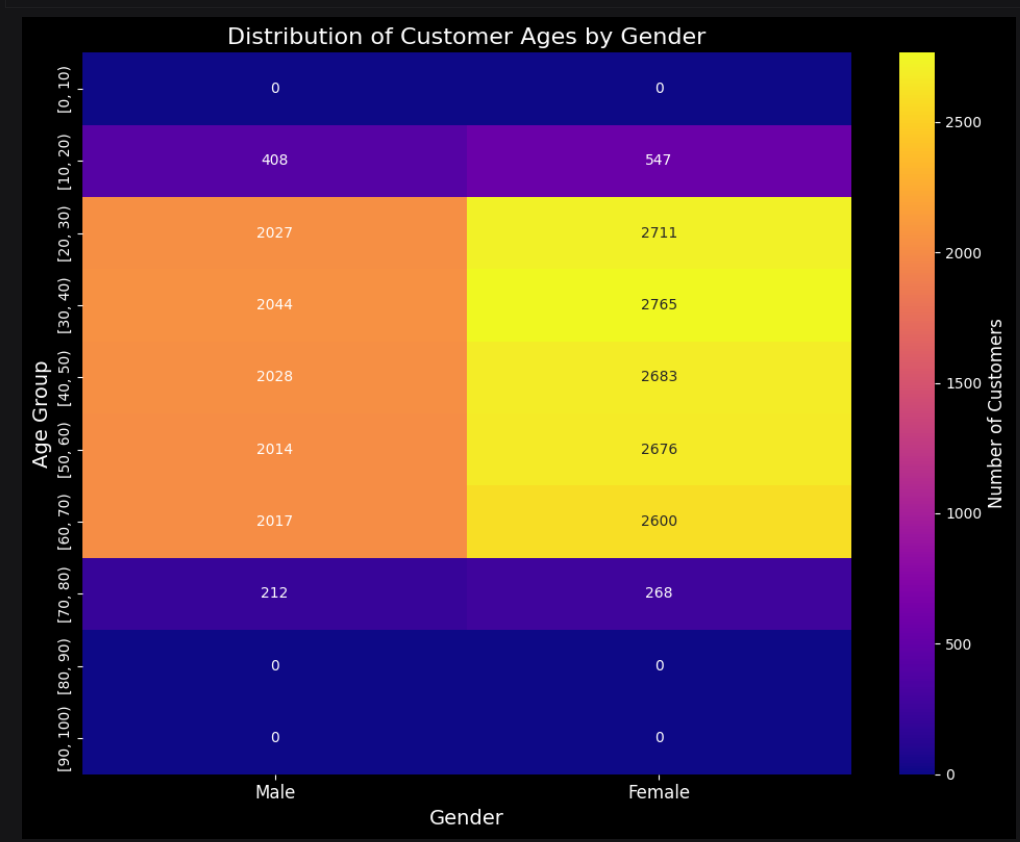 Distribution of Customer Ages by Gender
[0, 10) 0 0
[10, 20) 408 547
[20, 30) 2027 2711
[30, 40) 2044 2765
[40, 50) 2028 2683
[50, 60) 2014 2676
[60, 70) 2017 2600
[70, 80) 212 268
[80, 90) 0 0
[90, 100) 0 0
Age Group
Male Female
Gender
2500
2000
1500
1000
500
0
Number of Customers